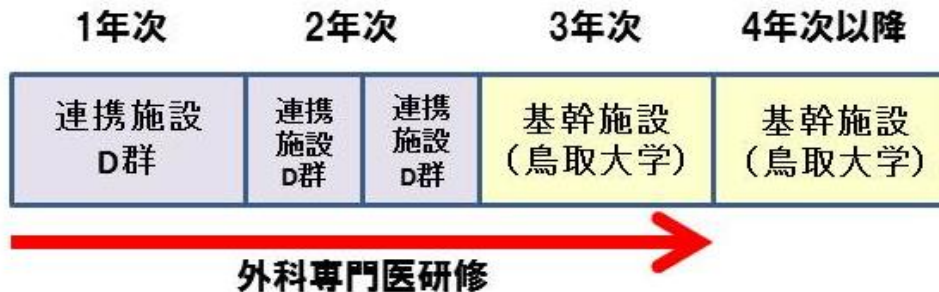 1年次 2年次 3年次 4年次以降
連携施設
D群
連携
施設
D群
連携
施設
D群
基幹施設
(鳥取大学)
基幹施設
(鳥取大学)
外科専門医研修